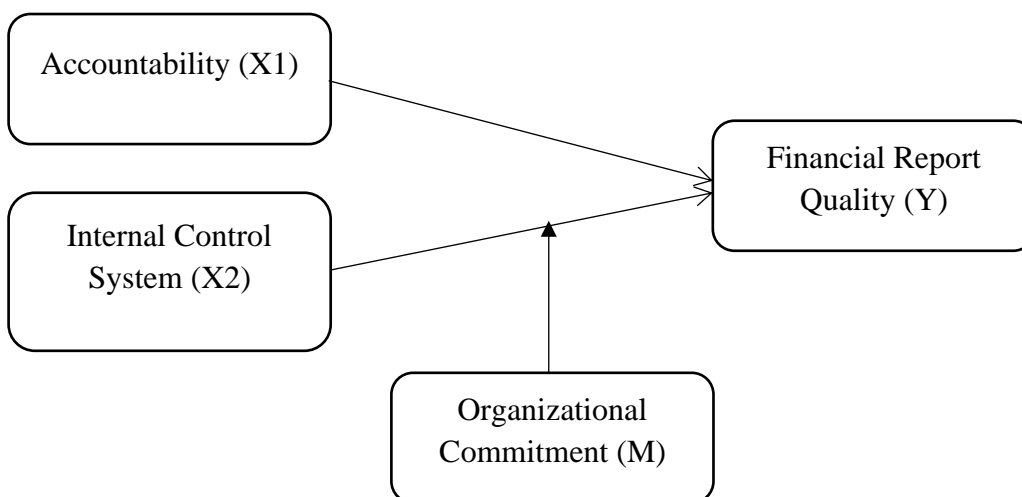 Accountability (X1)
Financial Report
Quality (Y)
Internal Control
System (X2)
Organizational
Commitment (M)